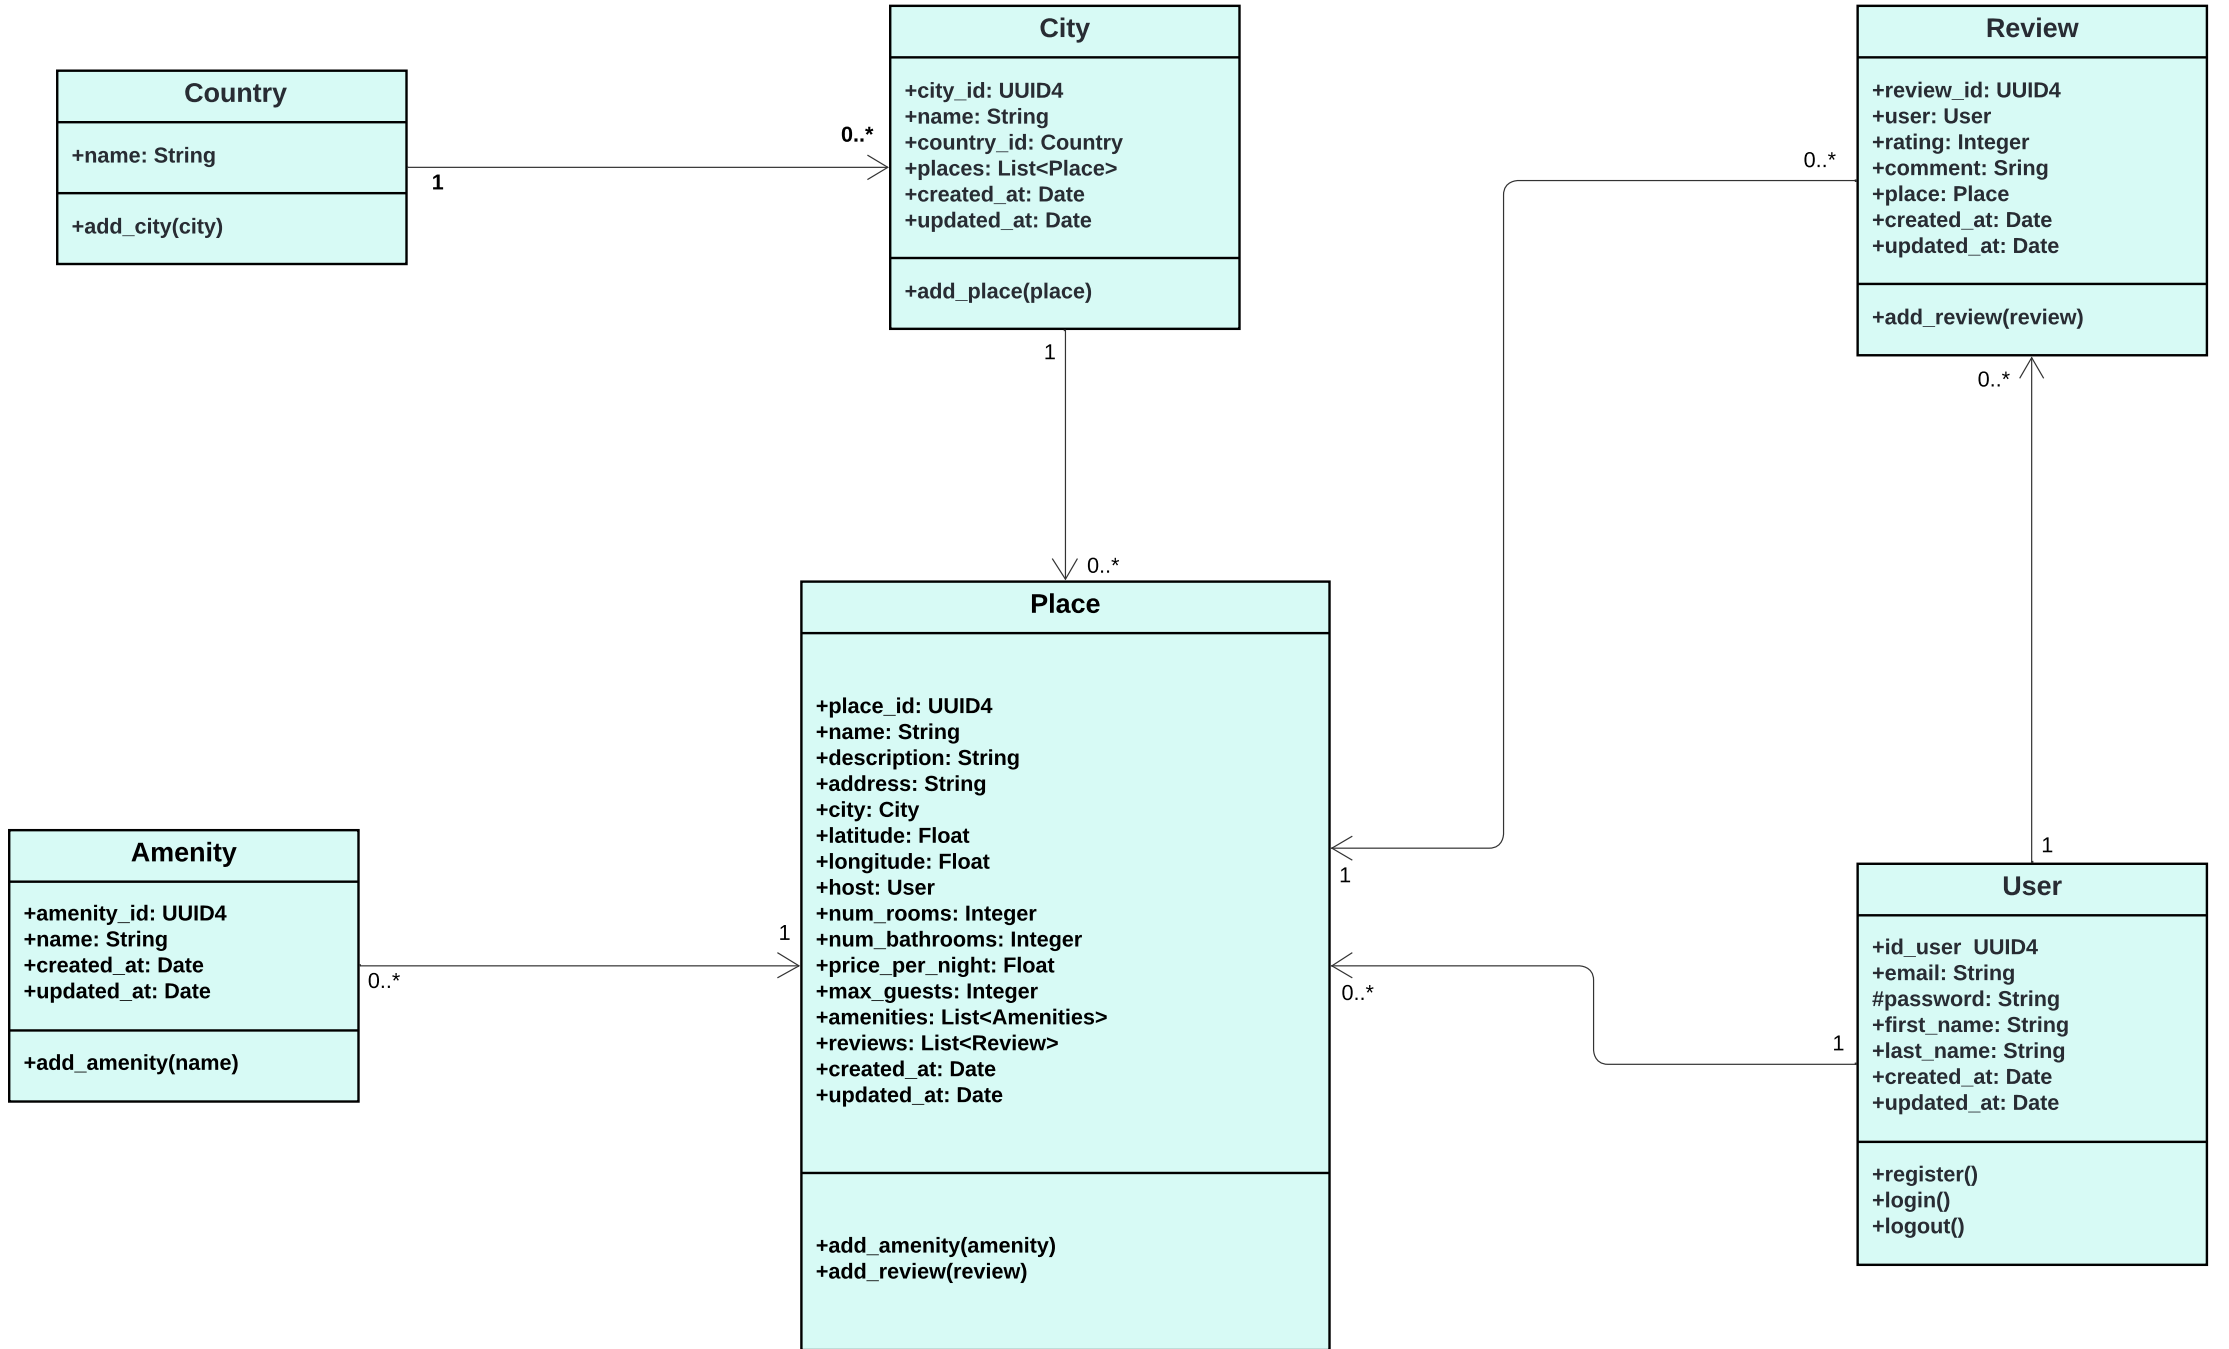 Country
+name: String
+add_city(city)
1
0..*
City
+city_id: UUID4
+name: String
+country_id: Country
+places: List<Place>
+created_at: Date
+updated_at: Date
+add_place(place)
1
0..*
Review
+review_id: UUID4
+user: User
+rating: Integer
+comment: Sring
+place: Place
+created_at: Date
+updated_at: Date
+add_review(review)
0..*
0..*
Place
+place_id: UUID4
+name: String
+description: String
+address: String
+city: City
+latitude: Float
+longitude: Float
+host: User
+num_rooms: Integer
+num_bathrooms: Integer
+price_per_night: Float
+max_guests: Integer
+amenities: List<Amenities>
+reviews: List<Review>
+created_at: Date
+updated_at: Date
+add_amenity(amenity)
+add_review(review)
1
0..*
1
Amenity
+amenity_id: UUID4
+name: String
+created_at: Date
+updated_at: Date
+add_amenity(name)
0..*
1
User
+id_user  UUID4
+email: String
#password: String
+first_name: String
+last_name: String
+created_at: Date
+updated_at: Date
+register()
+login()
+logout()
1